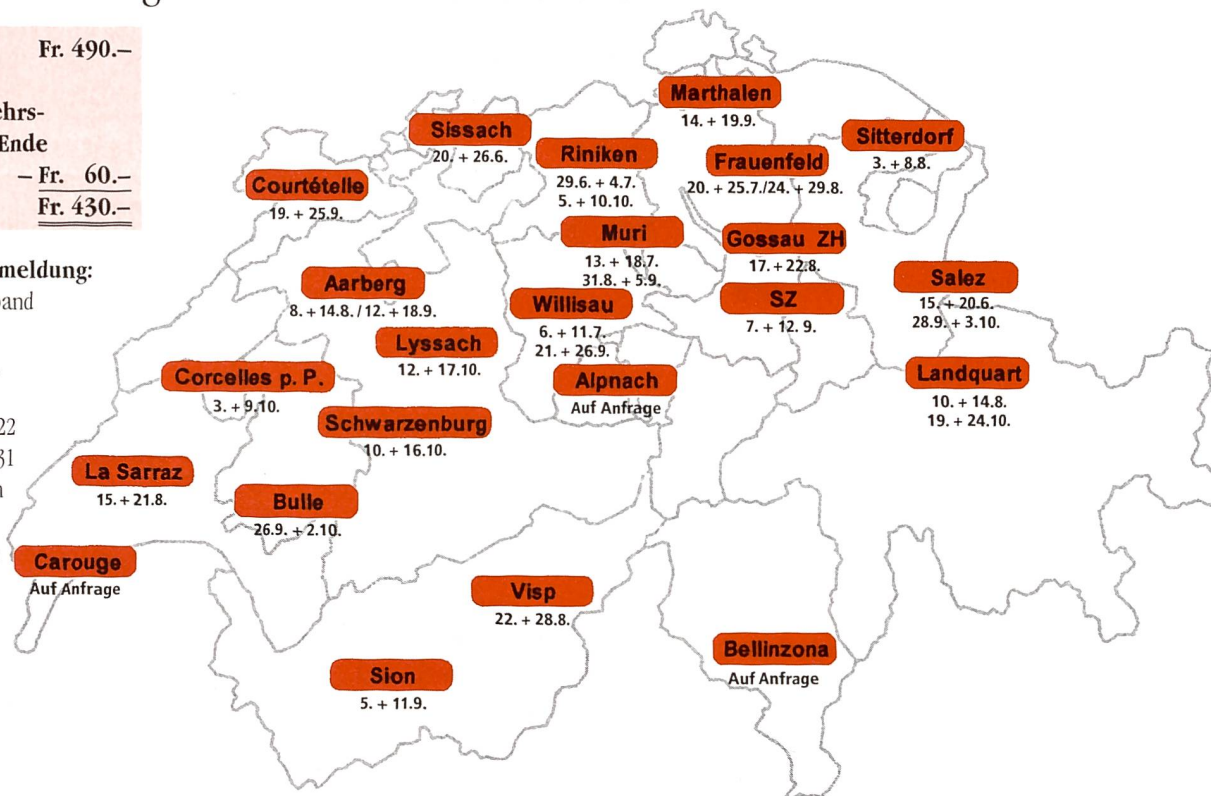 Fr. 490.–
Ende
– Fr. 60.–
Fr. 430.–
Marthalen
14. + 19.9.
Sissach
20. + 26.6.
Riniken
29.6. + 4.7.
5. + 10.10.
Frauenfeld
20. + 25.7./24. + 29.8.
Sitterdorf
3. + 8.8.
Courtételle
19. + 25.9.
Muri
13. + 18.7.
31.8. + 5.9.
Gossau ZH
17. + 22.8.
Aarberg
8. + 14.8. / 12. + 18.9.
Willisau
6. + 11.7.
21. + 26.9.
SZ
7. + 12. 9.
Salez
15. + 20.6.
28.9. + 3.10.
Lyssach
12. + 17.10.
Corcelles p. P.
3. + 9.10.
Alpnach
Auf Anfrage
Landquart
10. + 14.8.
19. + 24.10.
Schwarzenburg
10. + 16.10.
La Sarraz
15. + 21.8.
Bulle
26.9. + 2.10.
Carouge
Auf Anfrage
Visp
22. + 28.8.
Bellinzona
Auf Anfrage
Sion
5. + 11.9.
ehrs-
meldung:
22
31